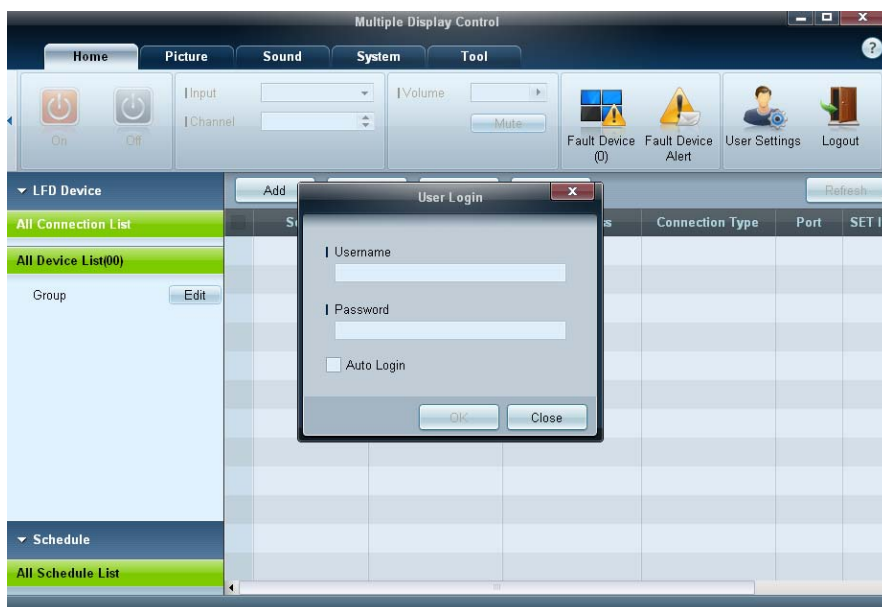 Multiple Display Control
Home Picture Sound System Tool
Input
Channel
Volume
Mute
On Off
Fault Device (0)
Fault Device Alert
User Settings
Logout
LFD Device
All Connection List
All Device List(00)
Group Edit
Schedule
All Schedule List
Add
Refresh
Connection Type Port SET I
User Login
Username
Password
Auto Login
OK Close